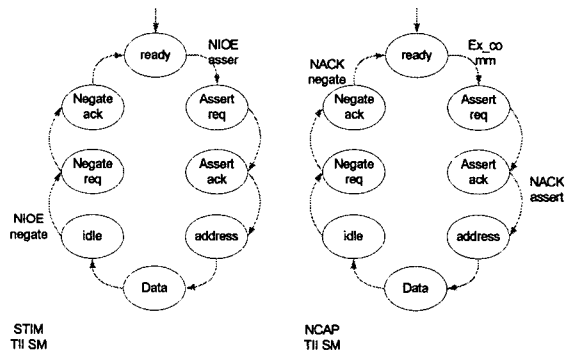 ready
NIOE
asser
Negate
ack
Assert
req
Negate
req
Assert
ack
NIOE
negate
idle
address
Data
STIM
TII SM
ready
Ex_co
mm
NACK
negate
Negate
ack
Assert
req
Negate
req
Assert
ack
NACK
assert
idle
address
Data
NCAP
TII SM